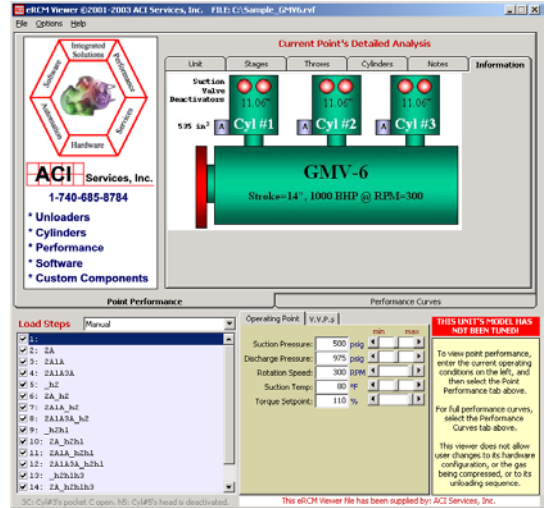 eRCM Viewer ©2001-2003 ACI Services, Inc.   FILE: C:\Sample_GMV6.rvf
File Options Help
Integrated Solutions
Performance
Services
Hardware
Automation
Software
ACI Services, Inc.
1-740-685-8784
* Unloaders
* Cylinders
* Performance
* Software
* Custom Components
Current Point's Detailed Analysis
Unit Stages Throws Cylinders Notes Information
Suction
Valve
Deactivators
11.06" 11.06" 11.06"
595 in³ A Cyl #1 A Cyl #2 A Cyl #3
GMV-6
Stroke=14", 1000 BHP @ RPM=300
Point Performance Performance Curves
Load Steps Manual
1:
2: 2A
3: 2A1A
4: 2A1A3A
5: _h2
6: 2A_h2
7: 2A1A_h2
8: 2A1A3A_h2
9: _h2h1
10: 2A_h2h1
11: 2A1A_h2h1
12: 2A1A3A_h2h1
13: _h2h1h3
14: 2A_h2h1h3
3C: Cyl#3's pocket C open, h5: Cyl#5's head is deactivated.
Operating Point V.V.P.s
min max
Suction Pressure: 500 psig
Discharge Pressure: 975 psig
Rotation Speed: 300 RPM
Suction Temp: 80 °F
Torque Setpoint: 110 %
THIS UNIT'S MODEL HAS
NOT BEEN TUNED!
To view point performance,
enter the current operating
conditions on the left, and
then select the Point
Performance tab above.
For full performance curves,
select the Performance
Curves tab above.
This viewer does not allow
user changes to its hardware
configuration, or the gas
being compressed, or to its
unloading sequence.
This eRCM Viewer file has been supplied by: ACI Services, Inc.